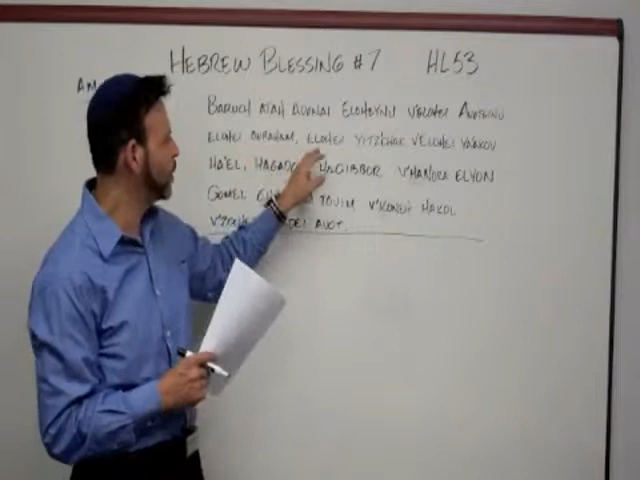 HEBREW BLESSING #7 HL53
AM
BARUCH ATAH ADONAI ELOHEYNU V'ELOHEI AVOTEINU
ELOHEI AVRAHAM, ELOHEI YITZCHAK V'ELOHEI YA'AKOV
HA'EL, HAGADOL HAGIBBOR V'HANORA ELYON
GOMEL TOVIM V'KONEH HAKOL
AVOT.